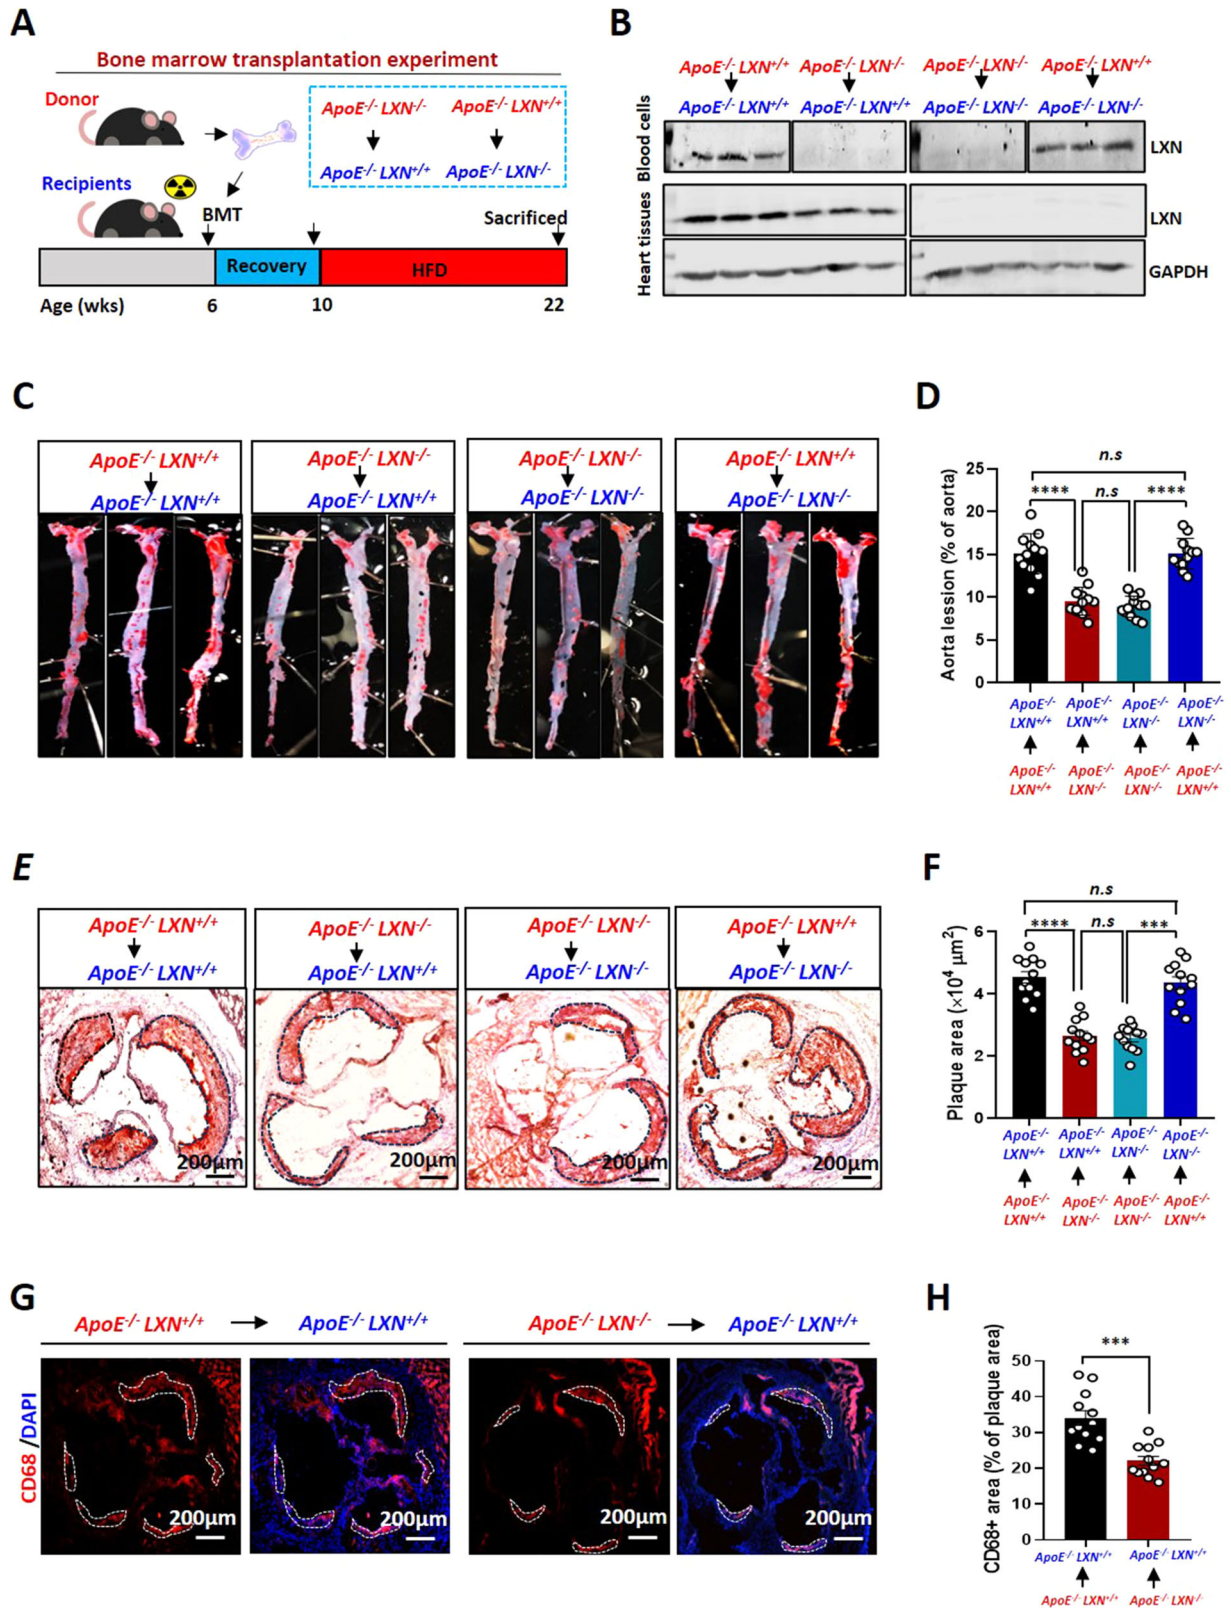 A
Bone marrow transplantation experiment
Donor
ApoE-/- LXN-/- ApoE-/- LXN+/+
Recipients
ApoE-/- LXN+/+ ApoE-/- LXN-/-
BMT
Sacrificed
Recovery
HFD
Age (wks) 6 10 22
B
ApoE-/- LXN+/+ ApoE-/- LXN-/- ApoE-/- LXN-/- ApoE-/- LXN+/+
ApoE-/- LXN+/+ ApoE-/- LXN+/+ ApoE-/- LXN-/- ApoE-/- LXN-/-
Blood cells
LXN
Heart tissues
LXN
GAPDH
C
ApoE-/- LXN+/+ ApoE-/- LXN-/- ApoE-/- LXN-/- ApoE-/- LXN+/+
ApoE-/- LXN+/+ ApoE-/- LXN+/+ ApoE-/- LXN-/- ApoE-/- LXN-/-
D
Aorta lession (% of aorta)
25
20
15
10
5
0
n.s
**** n.s ****
ApoE-/- ApoE-/- ApoE-/- ApoE-/-
LXN+/+ LXN+/+ LXN-/- LXN-/-
ApoE-/- ApoE-/- ApoE-/- ApoE-/-
LXN+/+ LXN-/- LXN-/- LXN+/+
E
ApoE-/- LXN+/+ ApoE-/- LXN-/- ApoE-/- LXN-/- ApoE-/- LXN+/+
ApoE-/- LXN+/+ ApoE-/- LXN+/+ ApoE-/- LXN-/- ApoE-/- LXN-/-
200μm 200μm 200μm 200μm
F
Plaque area (×10⁴ μm²)
6
4
2
0
n.s
**** n.s ***
ApoE-/- ApoE-/- ApoE-/- ApoE-/-
LXN+/+ LXN+/+ LXN-/- LXN-/-
ApoE-/- ApoE-/- ApoE-/- ApoE-/-
LXN+/+ LXN-/- LXN-/- LXN+/+
G
ApoE-/- LXN+/+ ApoE-/- LXN+/+ ApoE-/- LXN-/- ApoE-/- LXN+/+
CD68 /DAPI
200μm 200μm 200μm 200μm
H
CD68+ area (% of plaque area)
50
40
30
20
10
0
***
ApoE-/- LXN+/+ ApoE-/- LXN+/+
ApoE-/- LXN+/+ ApoE-/- LXN-/-